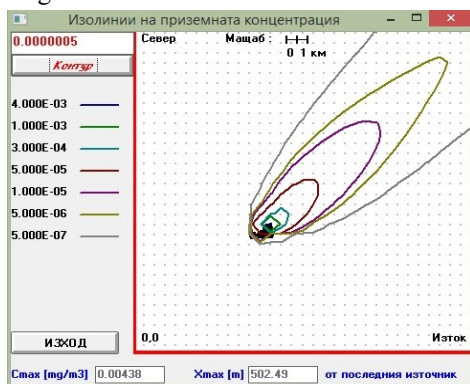 Изолинии на приземната концентрация
0.0000005
Контур
Север
Мащаб :
0 1 км
4.000E-03
1.000E-03
3.000E-04
5.000E-05
1.000E-05
5.000E-06
5.000E-07
ИЗХОД
0,0
Изток
Cmax [mg/m3] 0.00438 Xmax [m] 502.49 от последния източник